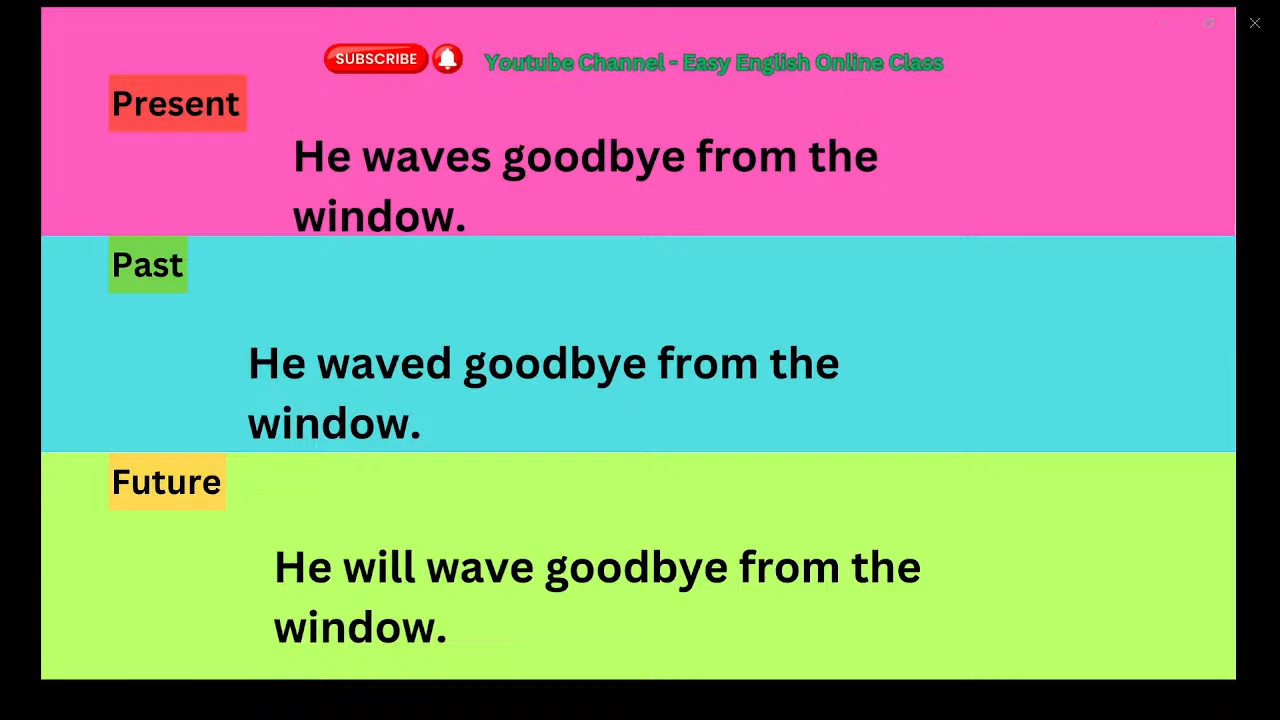 SUBSCRIBE
Youtube Channel - Easy English Online Class
Present
He waves goodbye from the
window.
Past
He waved goodbye from the
window.
Future
He will wave goodbye from the
window.